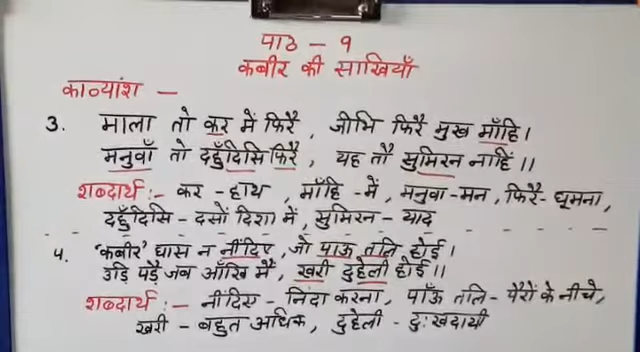 पाठ - १
कबीर की साखियाँ
काव्यांश -
3. माला तो कर में फिरै, जीभि फिरै मुख माँहि।
मनुवाँ तो दहुँदिसि फिरै, यह तौ सुमिरन नाहिं।।
शब्दार्थ :- कर - हाथ, माँहि - में, मनुवा - मन, फिरै - घूमना,
दहुँदिसि - दसों दिशा में, सुमिरन - याद
4. 'कबीर' घास न नींदिए, जो पाऊ तलि होई।
उड़ि पड़ै जब आँखि मैं, खरी दुहेली होई।।
शब्दार्थ :- नींदिए - निंदा करना, पाऊँ तलि - पैरों के नीचे,
खरी - बहुत अधिक, दुहेली - दुःखदायी